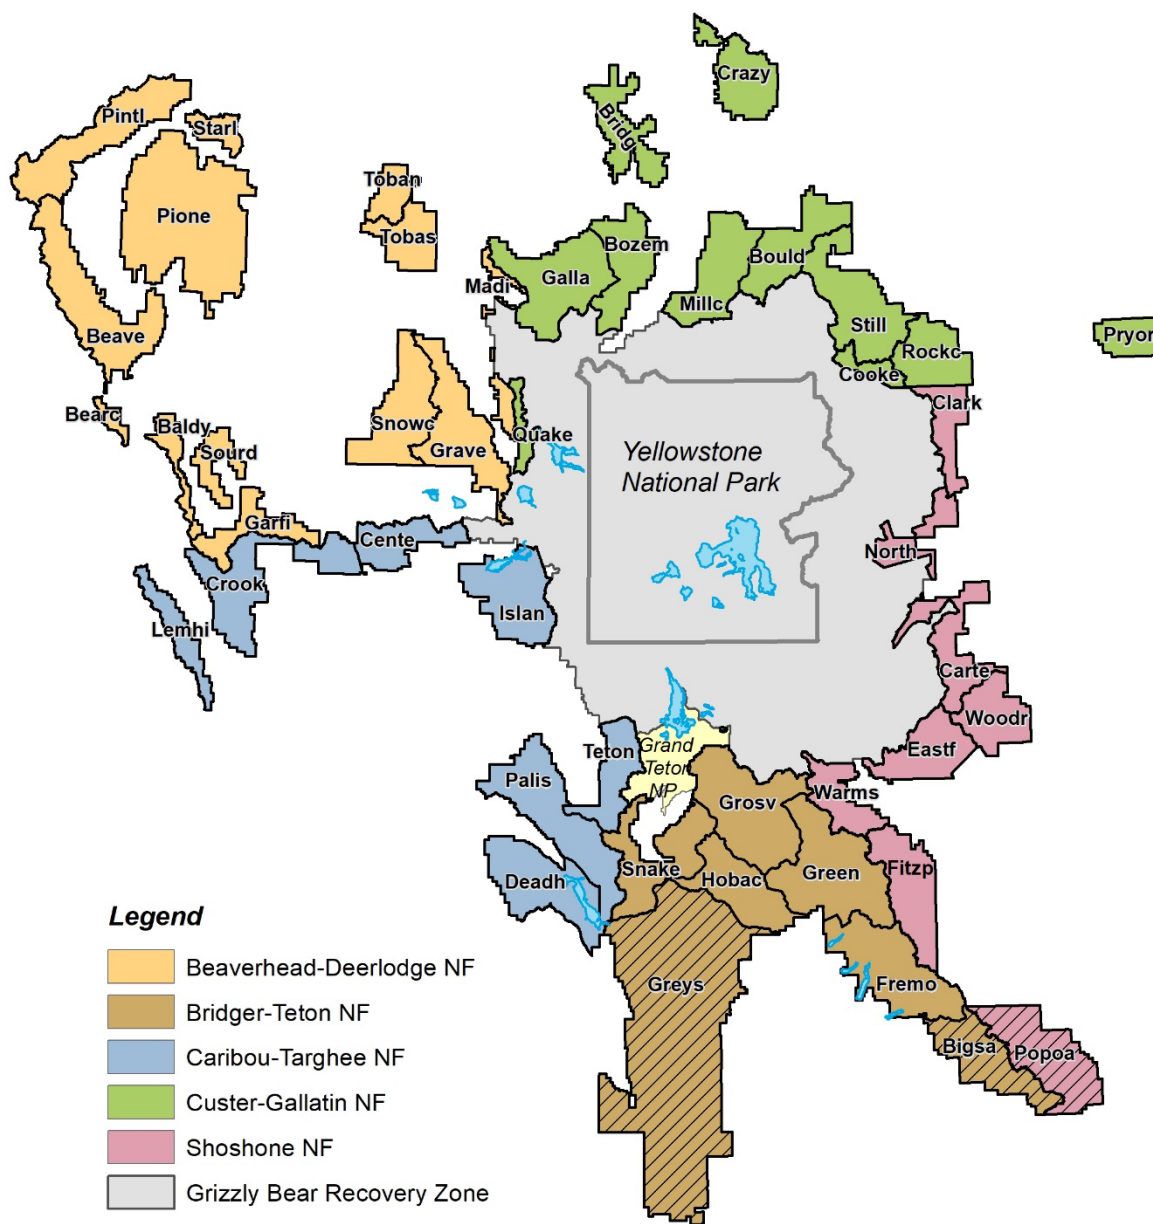 Crazy
Pintl
Starl
Bridg
Toban
Pione
Tobas
Bozem
Galla
Bould
Madi
Millc
Still
Beave
Rockc
Pryor
Cooke
Bearc
Clark
Snowc
Baldy
Quake
Sourd
Grave
Yellowstone
National Park
Garfi
Cente
North
Crook
Islan
Lemhi
Carte
Woodr
Teton
Grand
Teton
NP
Eastf
Palis
Warms
Grosv
Snake
Fitzp
Green
Hobac
Deadh
Greys
Fremo
Bigsa
Popoa
Legend
Beaverhead-Deerlodge NF
Bridger-Teton NF
Caribou-Targhee NF
Custer-Gallatin NF
Shoshone NF
Grizzly Bear Recovery Zone